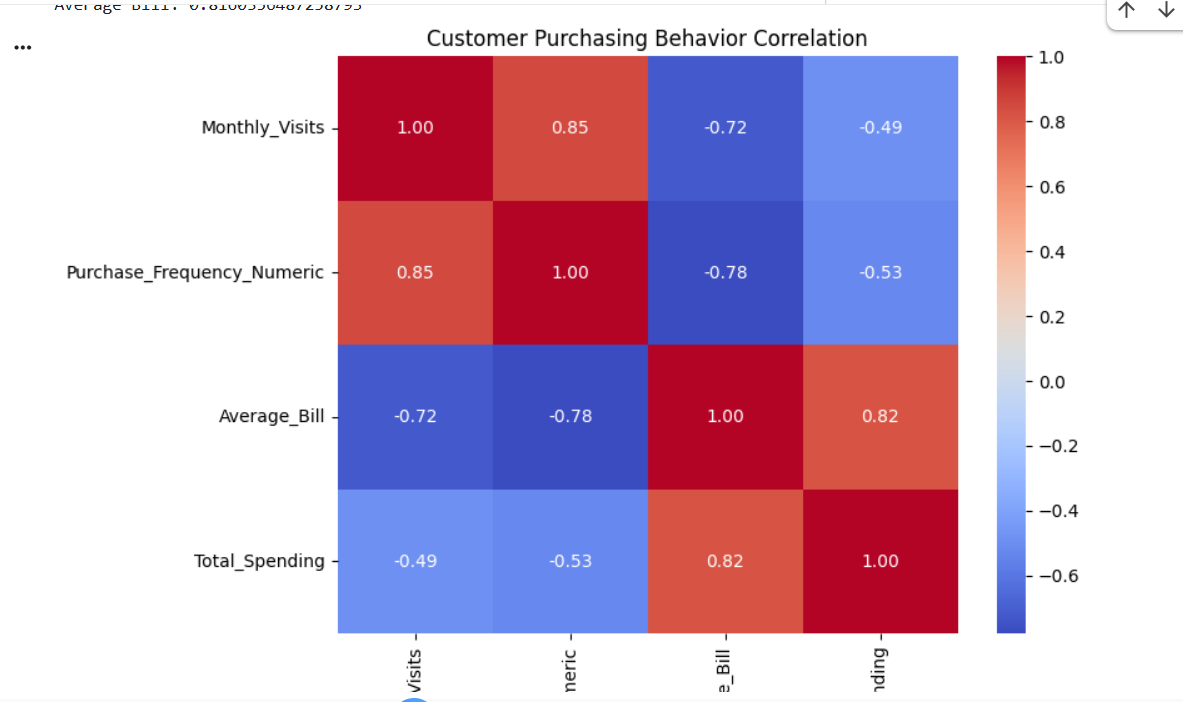 Average Bill:
...
Customer Purchasing Behavior Correlation
Monthly_Visits 1.00 0.85 -0.72 -0.49
Purchase_Frequency_Numeric 0.85 1.00 -0.78 -0.53
Average_Bill -0.72 -0.78 1.00 0.82
Total_Spending -0.49 -0.53 0.82 1.00
1.0
0.8
0.6
0.4
0.2
0.0
−0.2
−0.4
−0.6
Visits
meric
e_Bill
nding